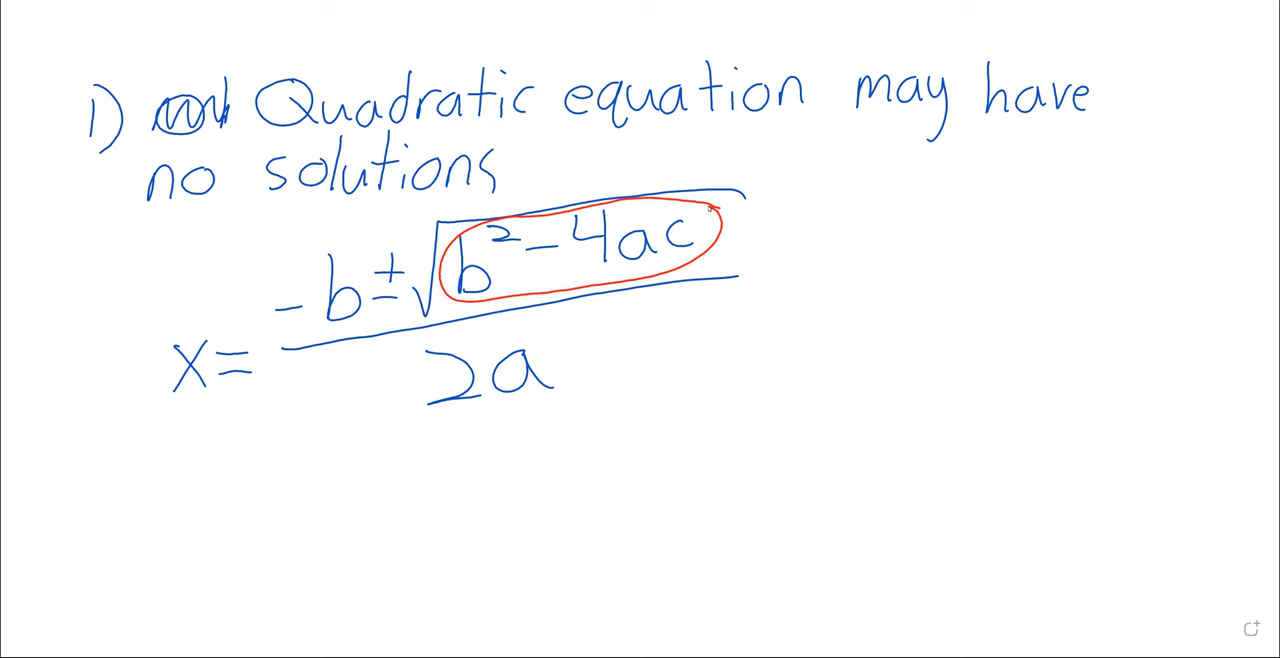 1) Quadratic equation may have
no solutions
x = (-b ± √(b² - 4ac)) / 2a